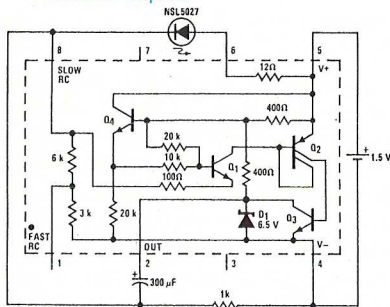 NSL5027
8
7
6
5
SLOW
RC
12Ω
V+
Q4
400Ω
20 k
Q2
6 k
10 k
Q1
100Ω
400Ω
+
1.5 V
3 k
20 k
D1
6.5 V
Q3
FAST
RC
OUT
V−
1
2
3
4
+
300 μF
1k